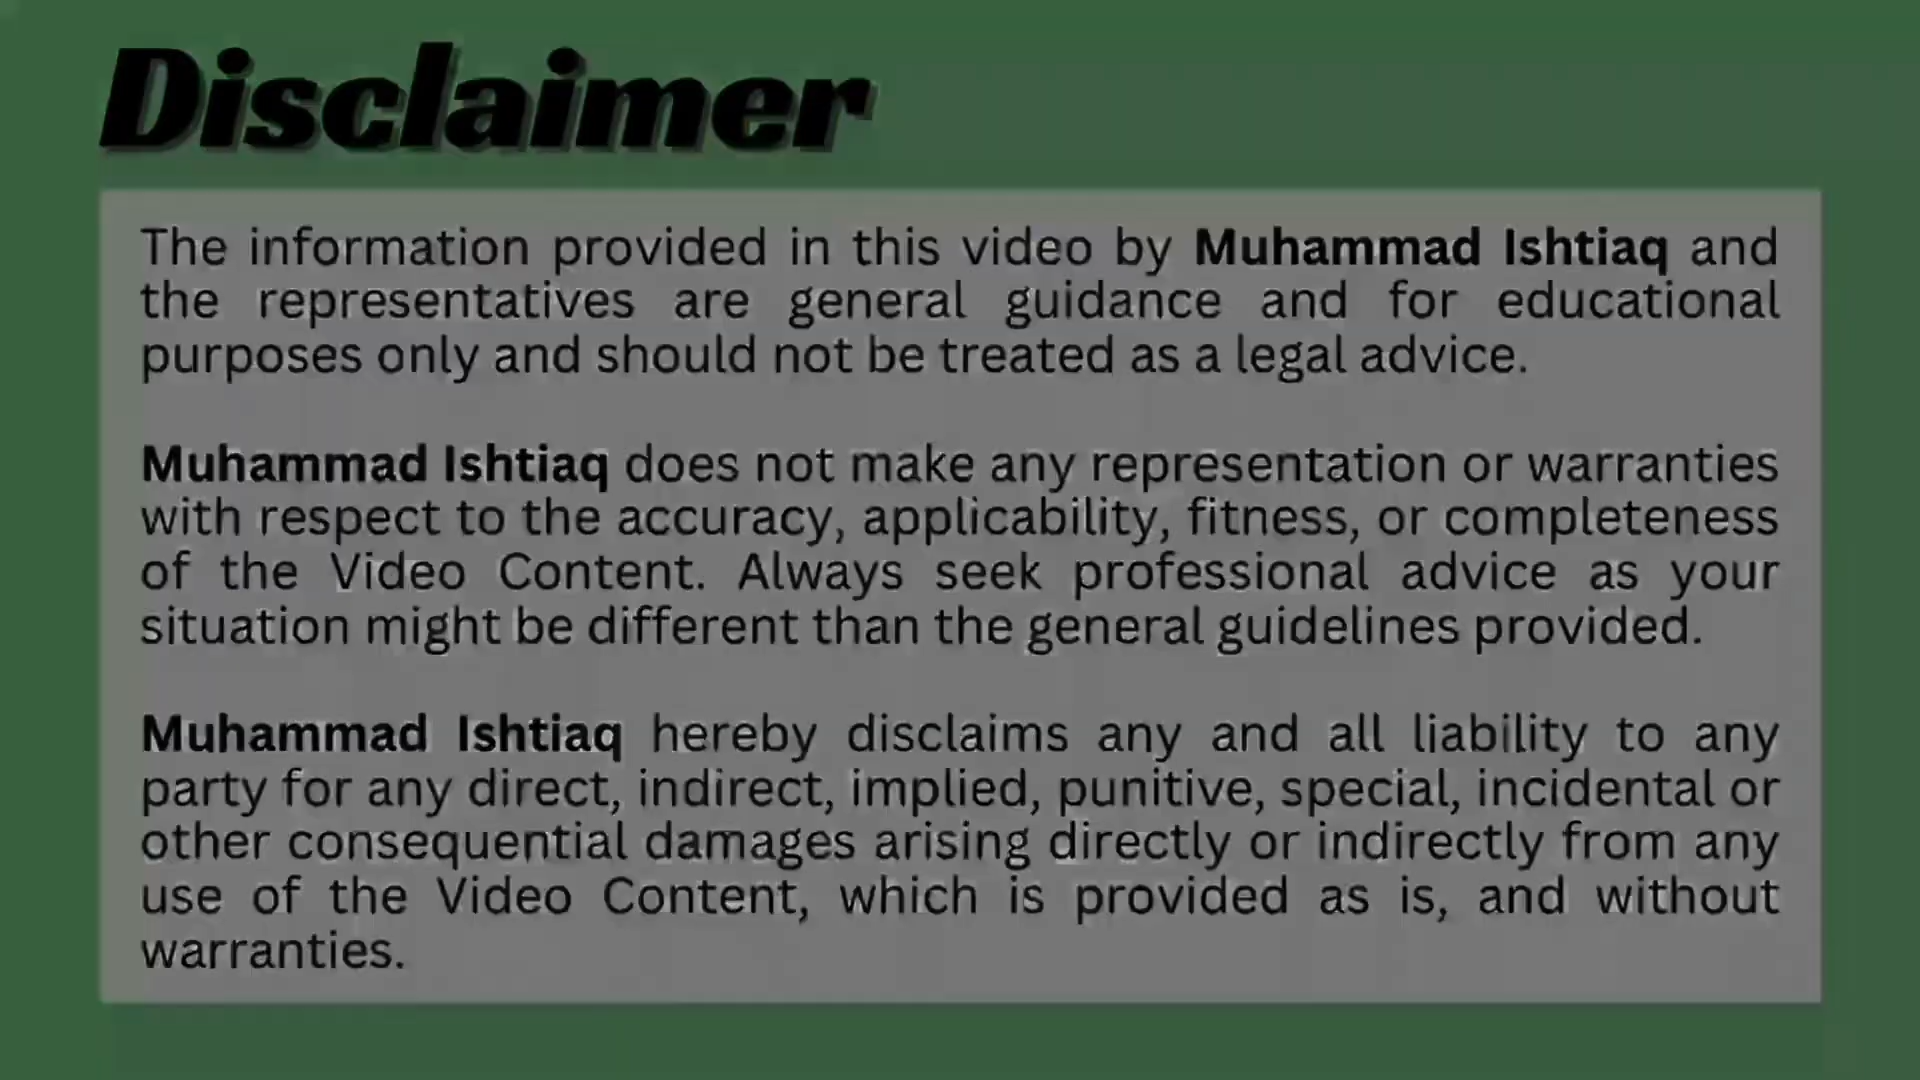 Disclaimer
The information provided in this video by Muhammad Ishtiaq and
the representatives are general guidance and for educational
purposes only and should not be treated as a legal advice.
Muhammad Ishtiaq does not make any representation or warranties
with respect to the accuracy, applicability, fitness, or completeness
of the Video Content. Always seek professional advice as your
situation might be different than the general guidelines provided.
Muhammad Ishtiaq hereby disclaims any and all liability to any
party for any direct, indirect, implied, punitive, special, incidental or
other consequential damages arising directly or indirectly from any
use of the Video Content, which is provided as is, and without
warranties.